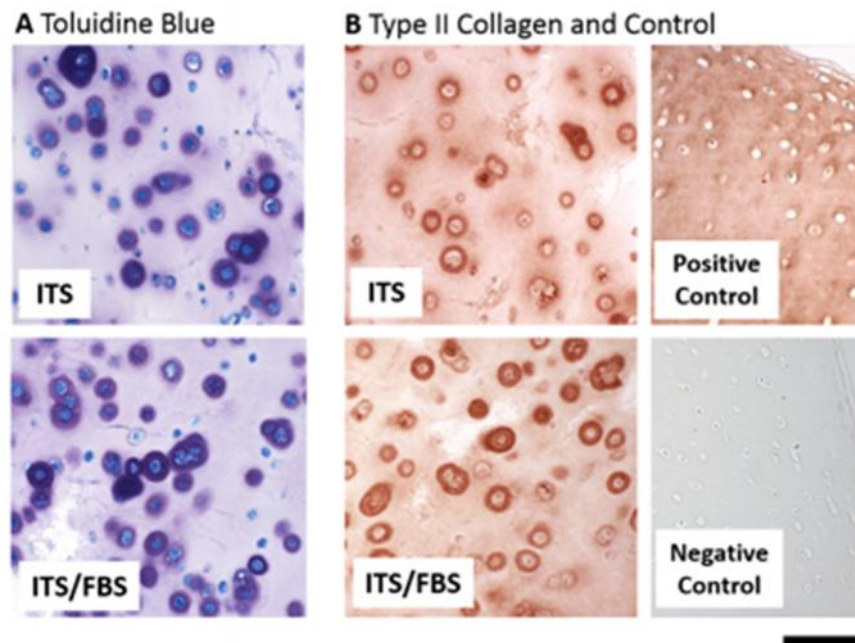 A Toluidine Blue
B Type II Collagen and Control
ITS
ITS
Positive
Control
ITS/FBS
ITS/FBS
Negative
Control